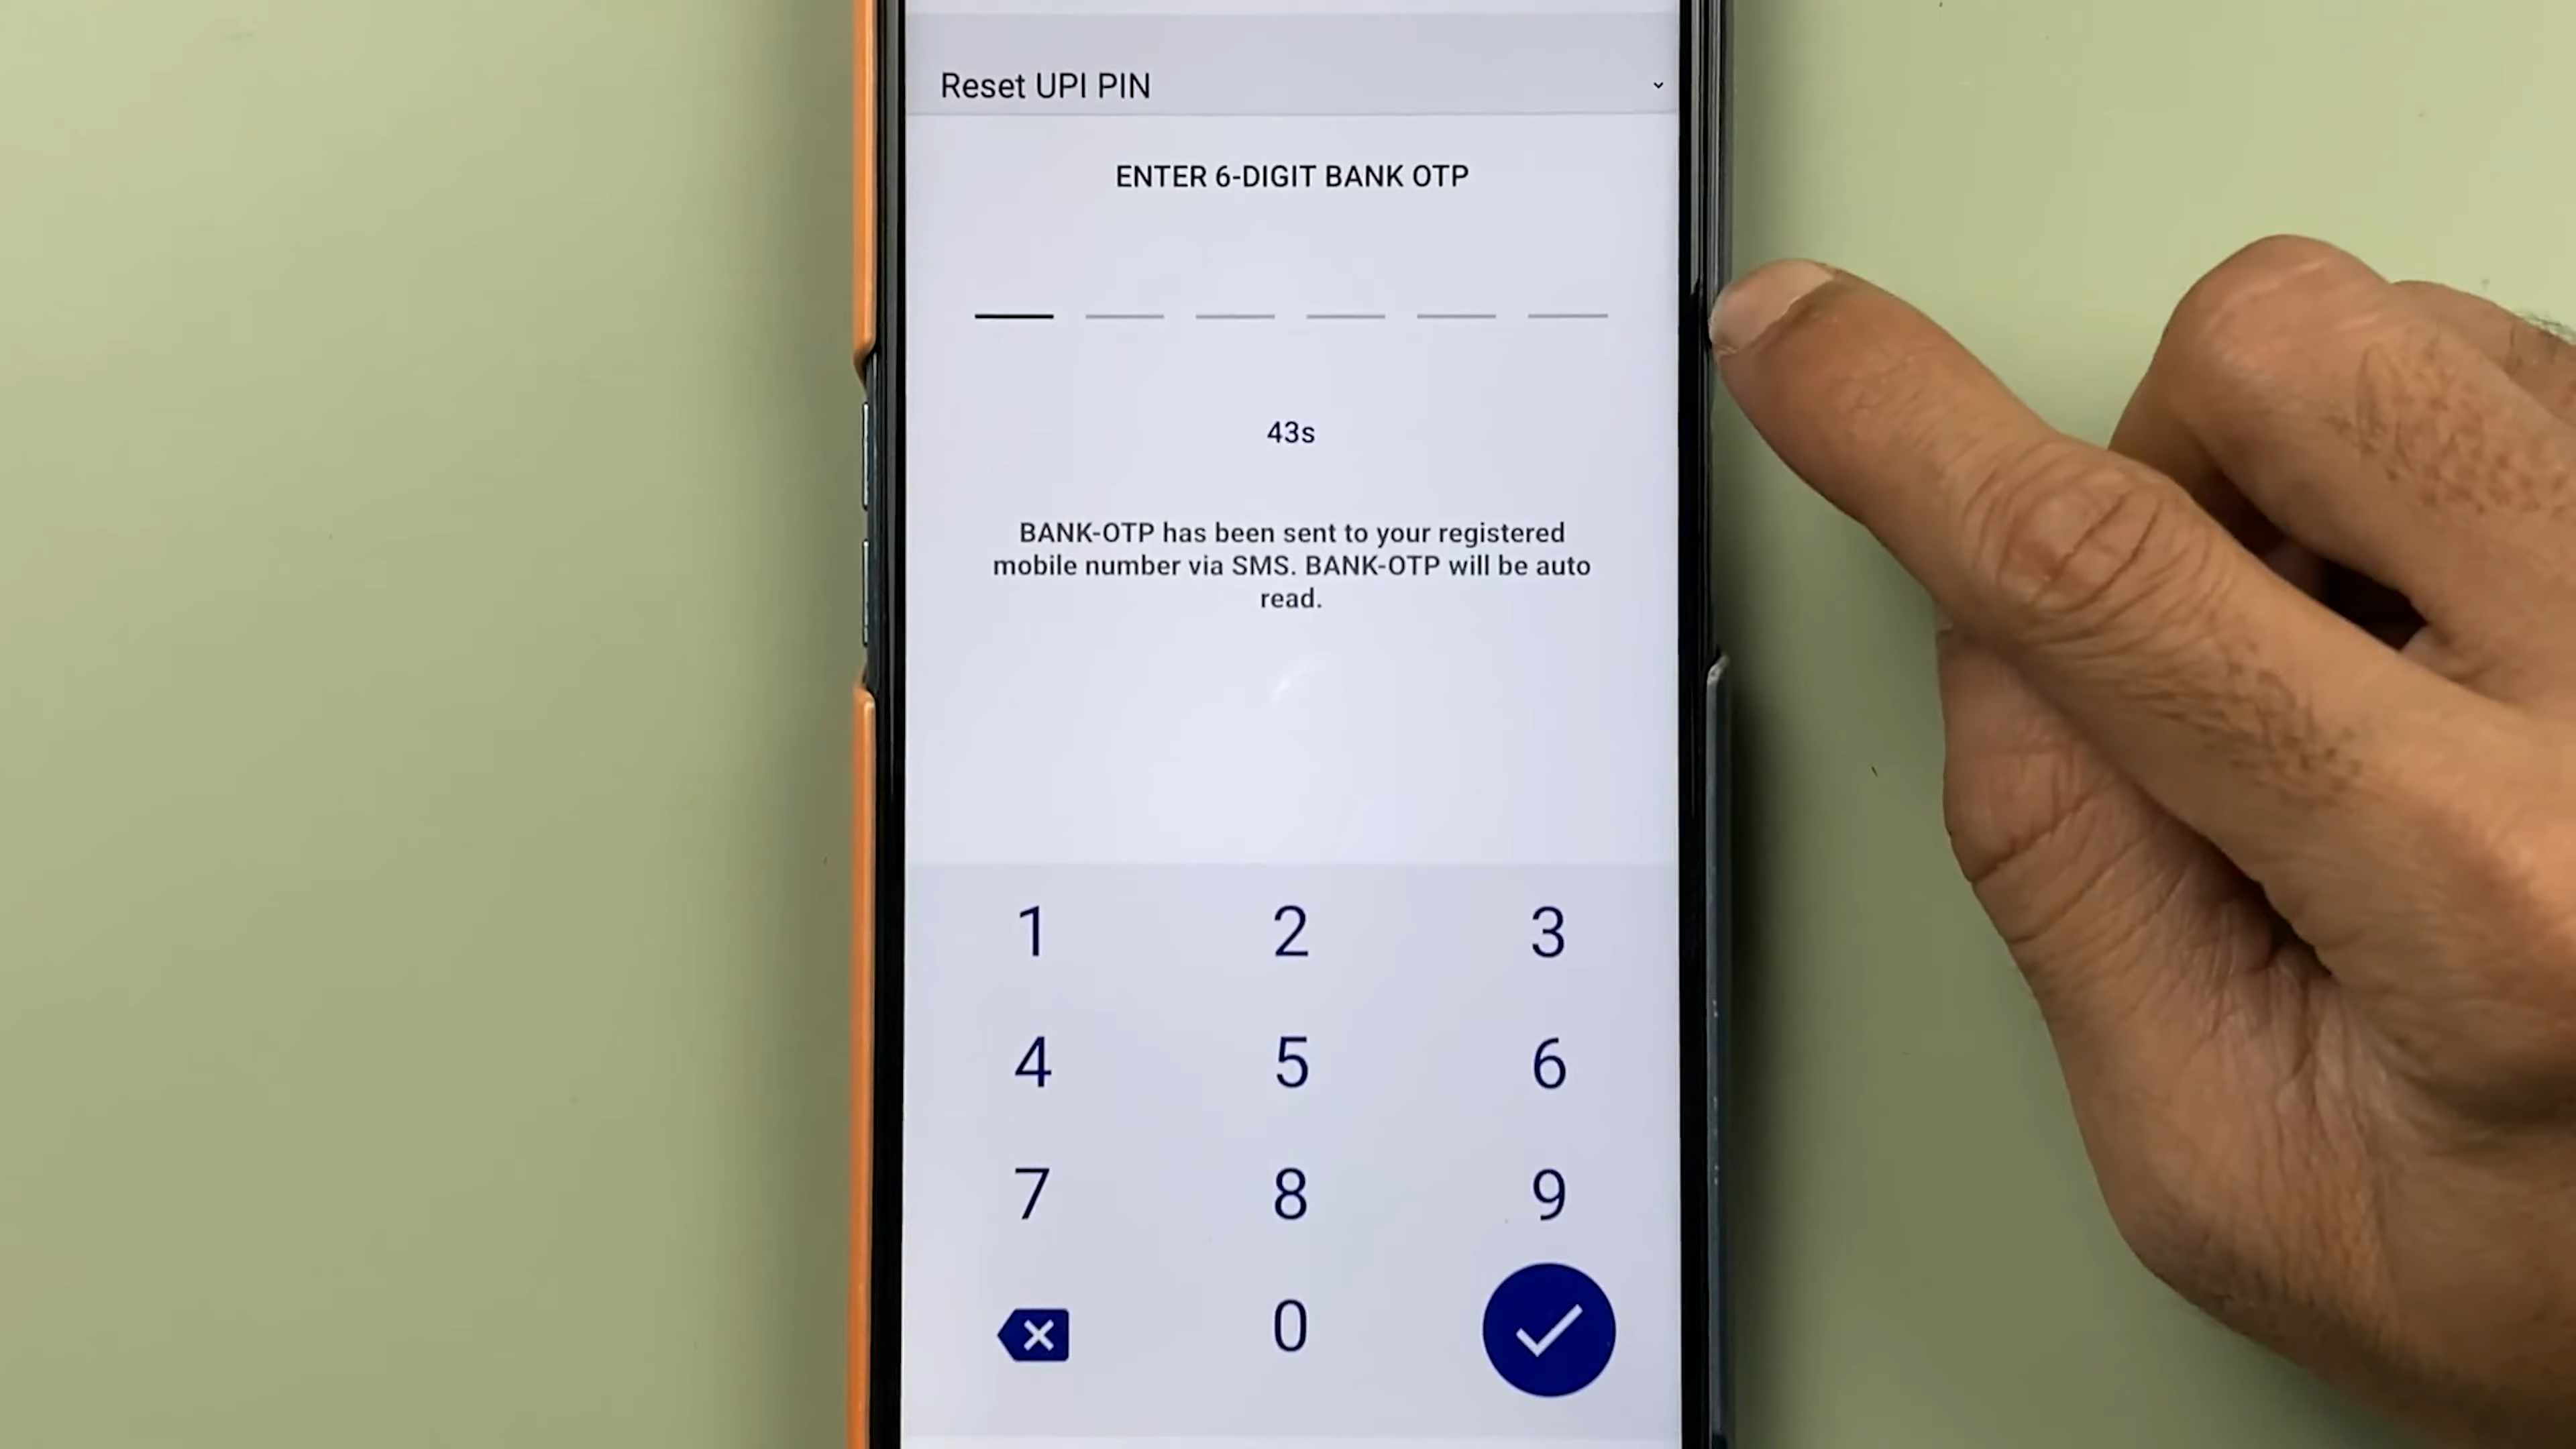 Reset UPI PIN
ENTER 6-DIGIT BANK OTP
43s
BANK-OTP has been sent to your registered
mobile number via SMS. BANK-OTP will be auto
read.
1 2 3
4 5 6
7 8 9
0